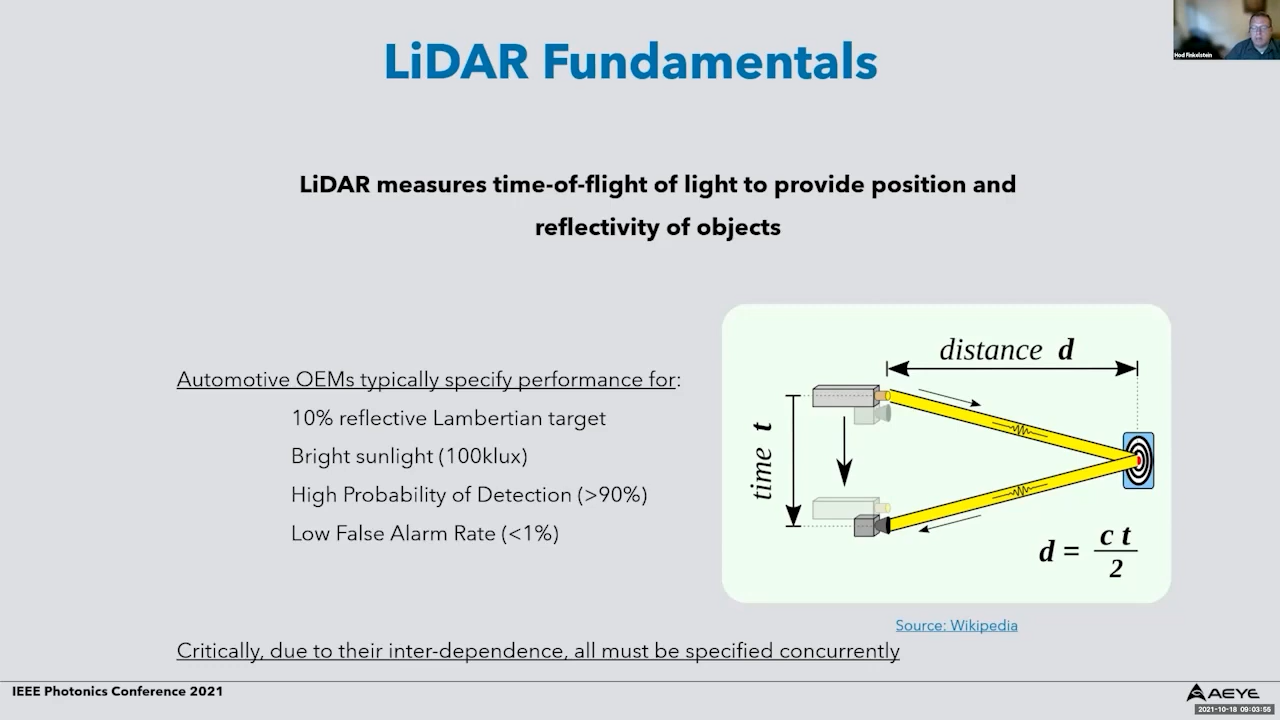 LiDAR Fundamentals
Hod Finkelstein
LiDAR measures time-of-flight of light to provide position and
reflectivity of objects
Automotive OEMs typically specify performance for:
10% reflective Lambertian target
Bright sunlight (100klux)
High Probability of Detection (>90%)
Low False Alarm Rate (<1%)
distance d
time t
d = c t / 2
Source: Wikipedia
Critically, due to their inter-dependence, all must be specified concurrently
IEEE Photonics Conference 2021
AEYE
2021-10-18 09:03:55